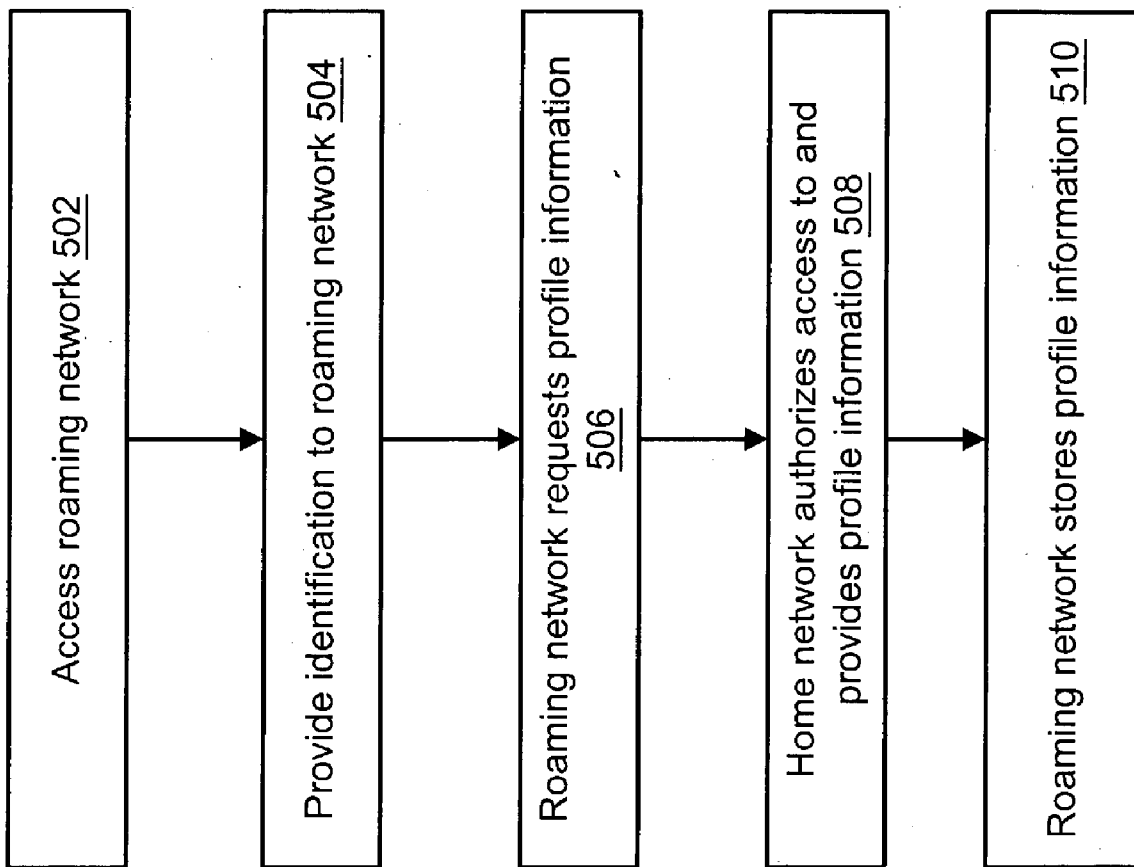 Access roaming network 502
Provide identification to roaming network 504
Roaming network requests profile information
506
Home network authorizes access to and
provides profile information 508
Roaming network stores profile information 510